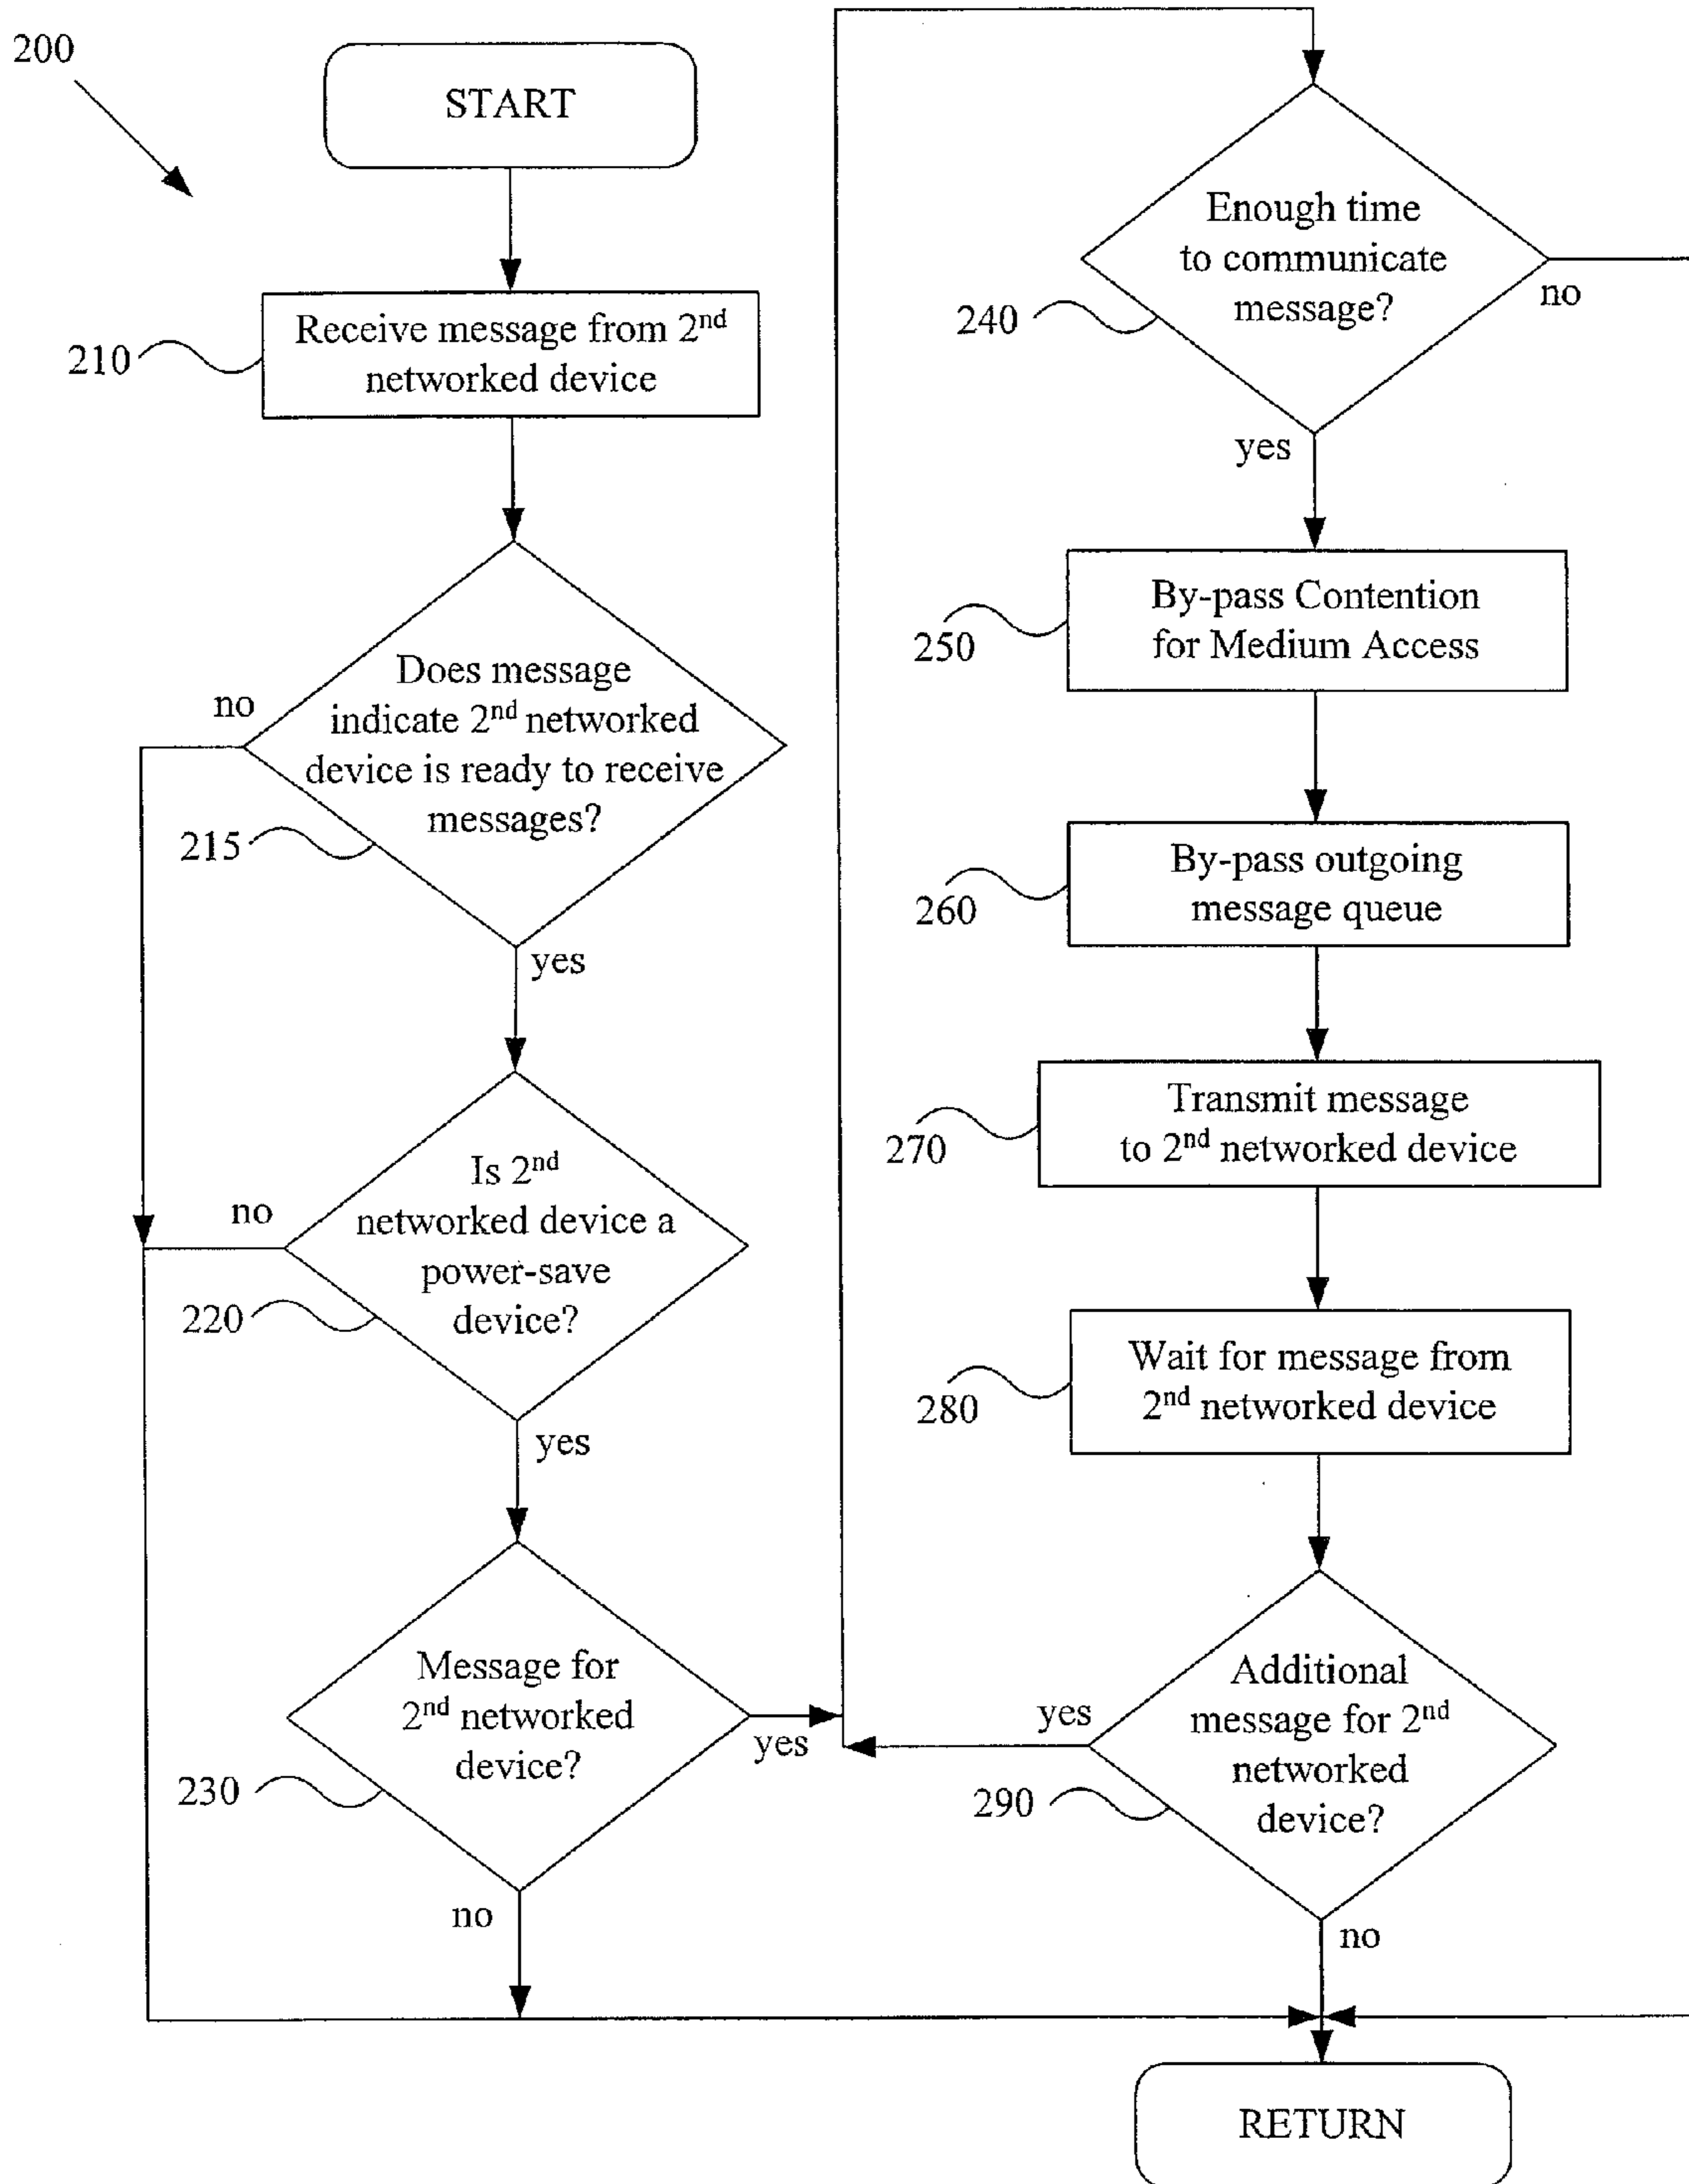 200
START
210
Receive message from 2nd
networked device
no
Does message
indicate 2nd networked
device is ready to receive
messages?
215
yes
no
Is 2nd
networked device a
power-save
device?
220
yes
Message for
2nd networked
device?
230
yes
no
Enough time
to communicate
message?
240
no
yes
By-pass Contention
for Medium Access
250
By-pass outgoing
message queue
260
Transmit message
to 2nd networked device
270
Wait for message from
2nd networked device
280
yes
Additional
message for 2nd
networked
device?
290
no
RETURN